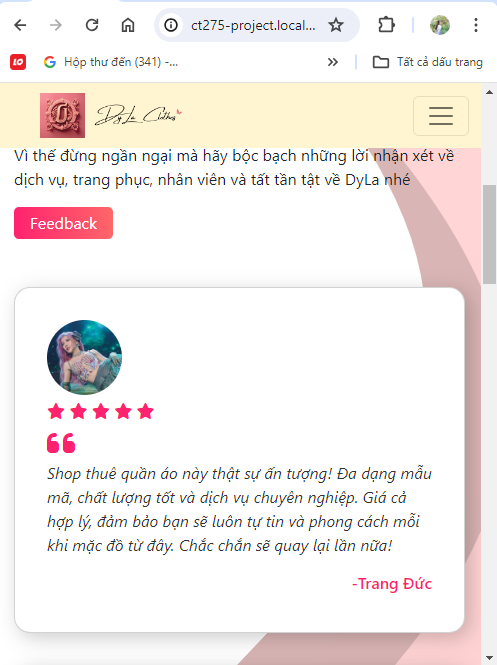 ct275-project.local...
LO
Hộp thư đến (341) -...
»
Tất cả dấu trang
DyLa Clothes
Vì thế đừng ngần ngại mà hãy bộc bạch những lời nhận xét về
dịch vụ, trang phục, nhân viên và tất tần tật về DyLa nhé
Feedback
Shop thuê quần áo này thật sự ấn tượng! Đa dạng mẫu
mã, chất lượng tốt và dịch vụ chuyên nghiệp. Giá cả
hợp lý, đảm bảo bạn sẽ luôn tự tin và phong cách mỗi
khi mặc đồ từ đây. Chắc chắn sẽ quay lại lần nữa!
-Trang Đức